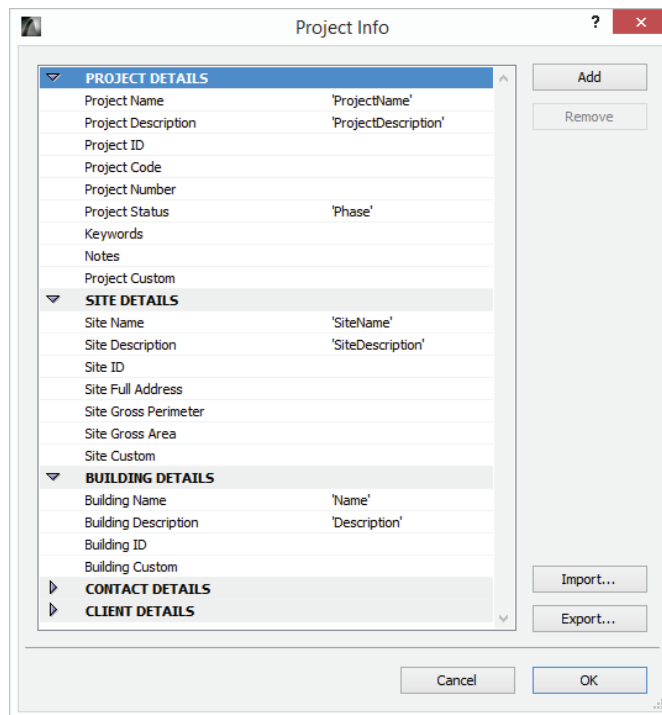 Project Info
?
PROJECT DETAILS
Add
Project Name 'ProjectName'
Project Description 'ProjectDescription'
Remove
Project ID
Project Code
Project Number
Project Status 'Phase'
Keywords
Notes
Project Custom
SITE DETAILS
Site Name 'SiteName'
Site Description 'SiteDescription'
Site ID
Site Full Address
Site Gross Perimeter
Site Gross Area
Site Custom
BUILDING DETAILS
Building Name 'Name'
Building Description 'Description'
Building ID
Building Custom
CONTACT DETAILS
CLIENT DETAILS
Import...
Export...
Cancel
OK